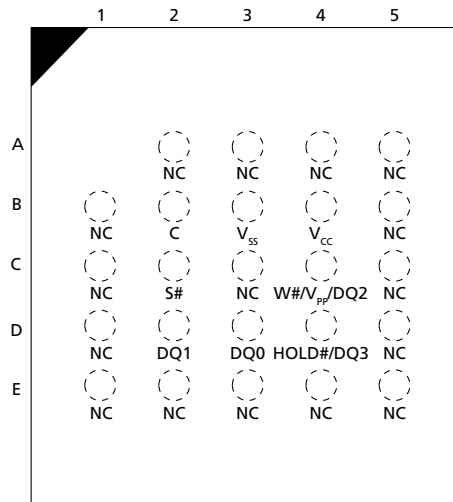 1 2 3 4 5
A
NC NC NC NC
B
NC C VSS VCC NC
C
NC S# NC W#/VPP/DQ2 NC
D
NC DQ1 DQ0 HOLD#/DQ3 NC
E
NC NC NC NC NC